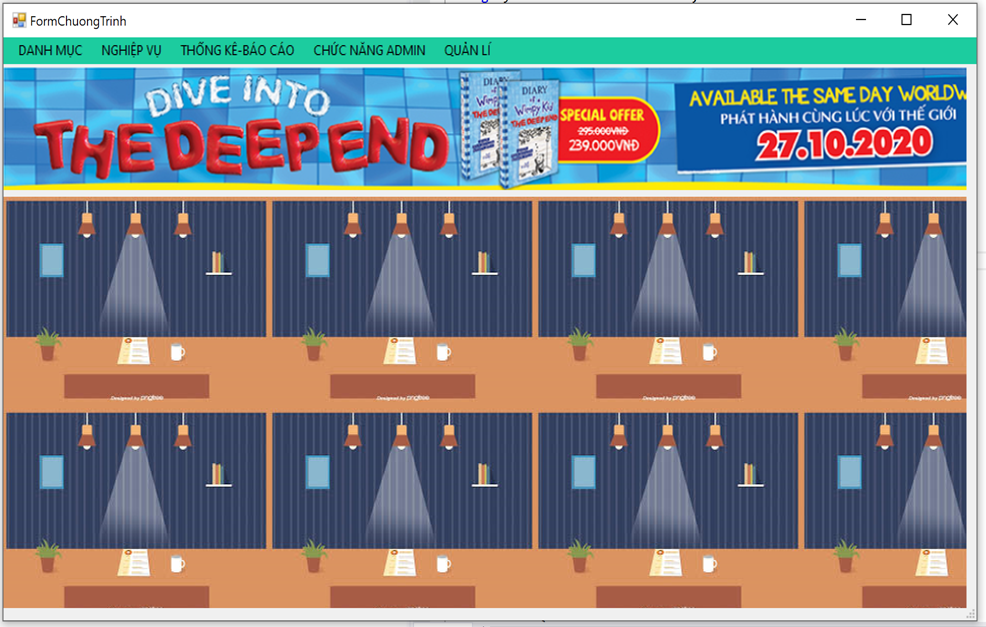 FormChuongTrinh
DANH MỤC NGHIỆP VỤ THỐNG KÊ-BÁO CÁO CHỨC NĂNG ADMIN QUẢN LÍ
DIVE INTO
THE DEEP END
DIARY
of a
Wimpy Kid
THE DEEP END
DIARY
of a
Wimpy Kid
THE DEEP END
SPECIAL OFFER
295.000VNĐ
239.000VNĐ
AVAILABLE THE SAME DAY WORLDW
PHÁT HÀNH CÙNG LÚC VỚI THẾ GIỚI
27.10.2020
Designed by pngtree
Designed by pngtree
Designed by pngtree
Designed by pngtree